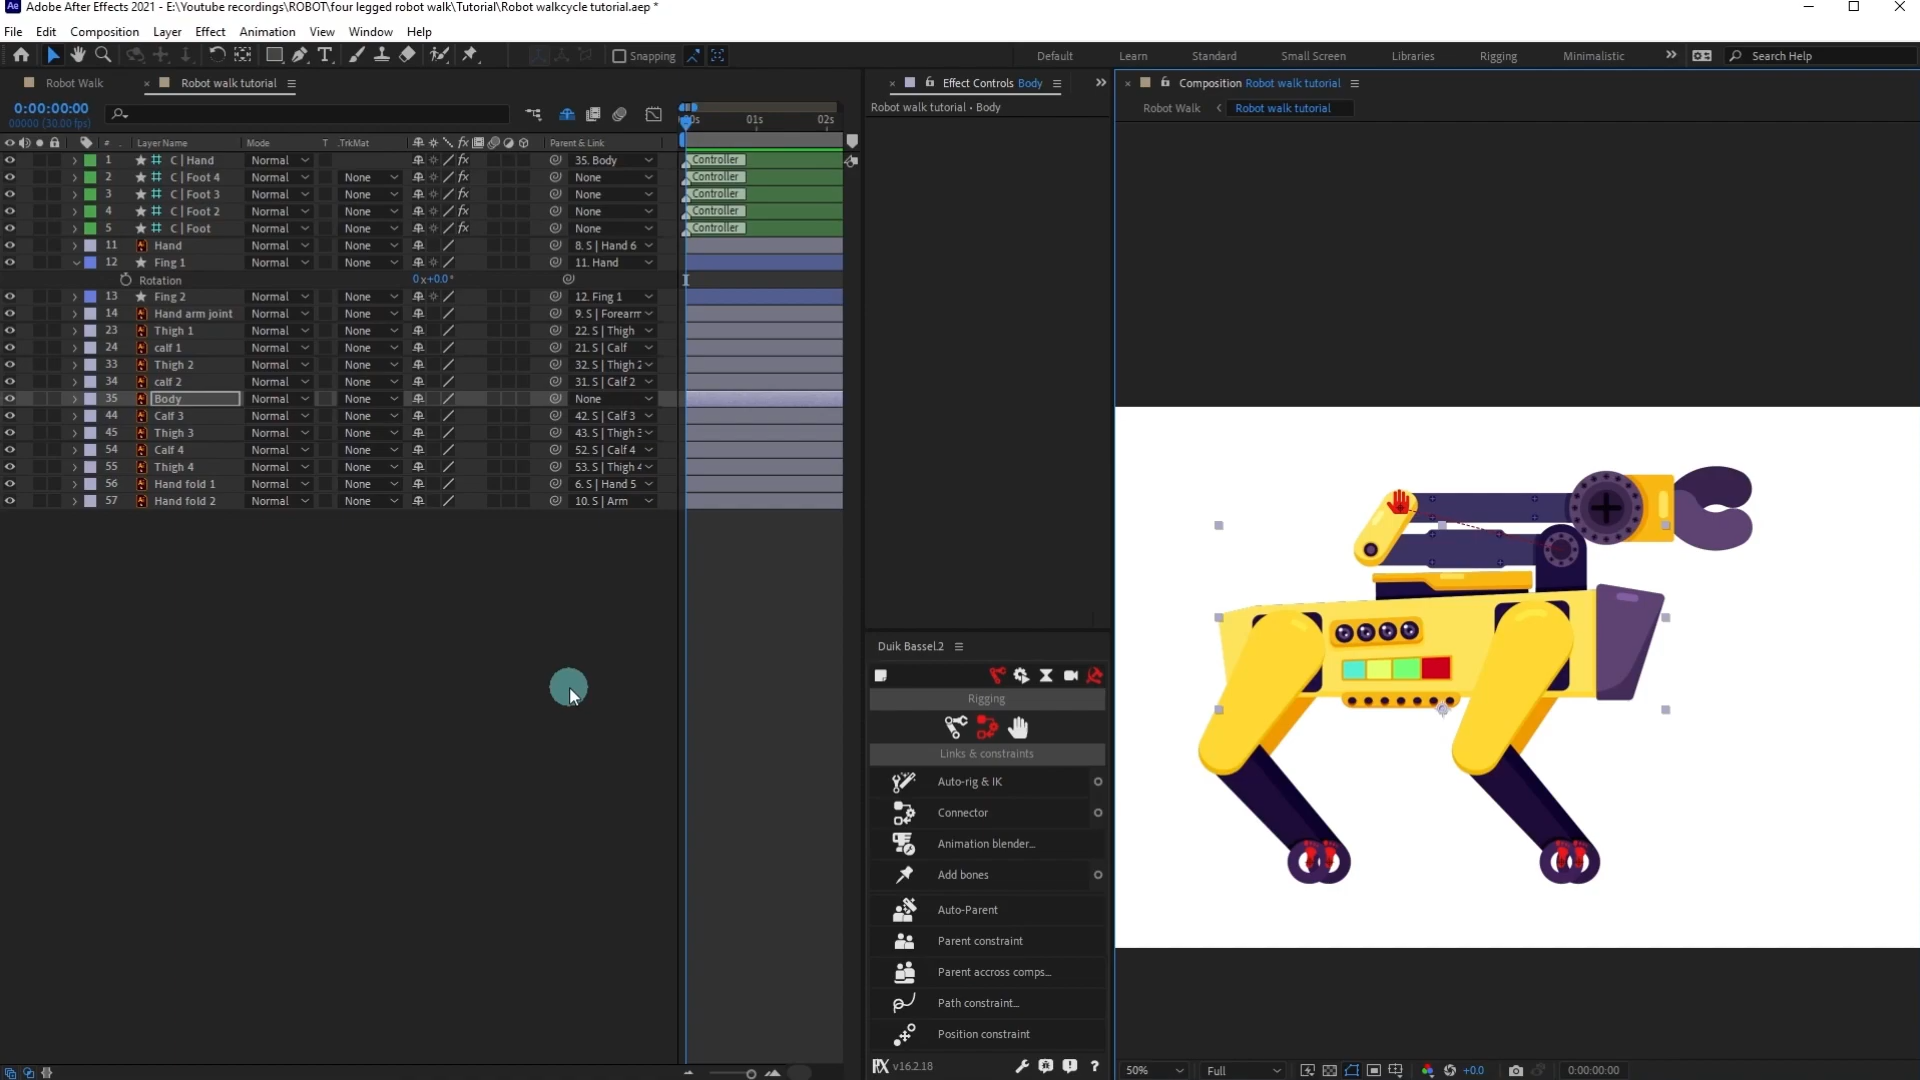 Ae Adobe After Effects 2021 - E:\Youtube recordings\ROBOT\four legged robot walk\Tutorial\Robot walkcycle tutorial.aep *
File Edit Composition Layer Effect Animation View Window Help
Snapping Default Learn Standard Small Screen Libraries Rigging Minimalistic Search Help
Robot Walk Robot walk tutorial
Effect Controls Body
Composition Robot walk tutorial
0:00:00:00
00000 (30.00 fps)
Robot walk tutorial • Body
Robot Walk Robot walk tutorial
01s 02s
# Layer Name Mode T .TrkMat fx Parent & Link
1 C | Hand Normal fx 35. Body Controller
2 C | Foot 4 Normal None fx None Controller
3 C | Foot 3 Normal None fx None Controller
4 C | Foot 2 Normal None fx None Controller
5 C | Foot Normal None fx None Controller
11 Hand Normal None 8. S | Hand 6
12 Fing 1 Normal None 11. Hand
Rotation 0x+0.0°
13 Fing 2 Normal None 12. Fing 1
14 Hand arm joint Normal None 9. S | Forearm
23 Thigh 1 Normal None 22. S | Thigh
24 calf 1 Normal None 21. S | Calf
33 Thigh 2 Normal None 32. S | Thigh 2
34 calf 2 Normal None 31. S | Calf 2
35 Body Normal None None
44 Calf 3 Normal None 42. S | Calf 3
45 Thigh 3 Normal None 43. S | Thigh 3
54 Calf 4 Normal None 52. S | Calf 4
55 Thigh 4 Normal None 53. S | Thigh 4
56 Hand fold 1 Normal None 6. S | Hand 5
57 Hand fold 2 Normal None 10. S | Arm
Duik Bassel.2
Rigging
Links & constraints
Auto-rig & IK
Connector
Animation blender...
Add bones
Auto-Parent
Parent constraint
Parent accross comps...
Path constraint...
Position constraint
v16.2.18 ?
50% Full +0.0 0:00:00:00